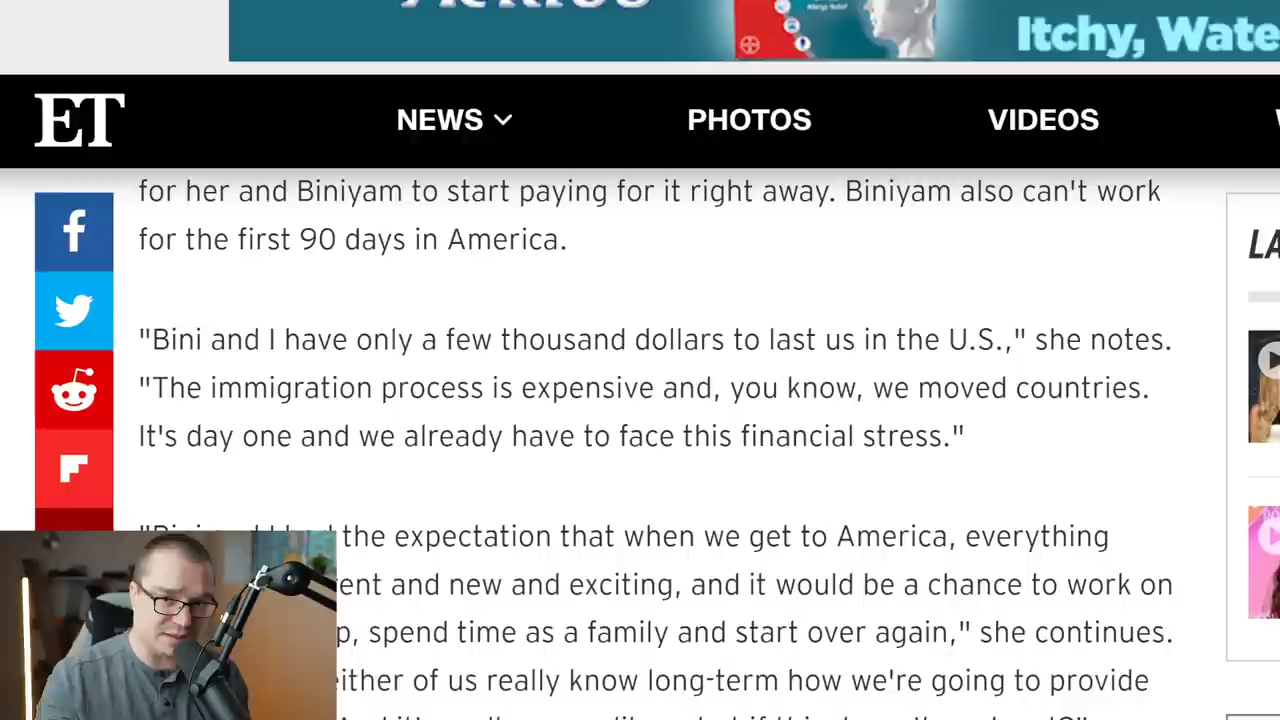 Itchy, Wate
ET
NEWS
PHOTOS
VIDEOS
for her and Biniyam to start paying for it right away. Biniyam also can't work
for the first 90 days in America.
LA
"Bini and I have only a few thousand dollars to last us in the U.S.," she notes.
"The immigration process is expensive and, you know, we moved countries.
It's day one and we already have to face this financial stress."
the expectation that when we get to America, everything
ent and new and exciting, and it would be a chance to work on
p, spend time as a family and start over again," she continues.
either of us really know long-term how we're going to provide